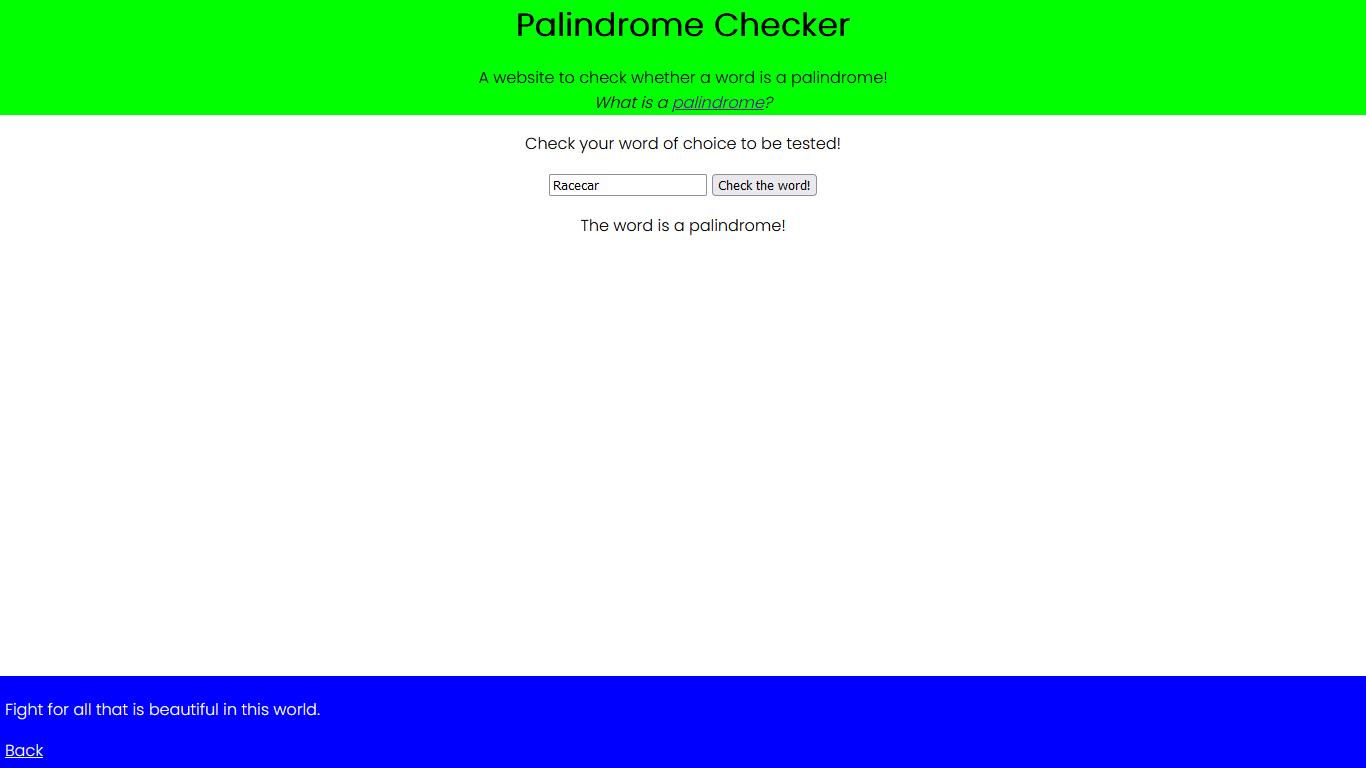 Palindrome Checker
A website to check whether a word is a palindrome!
What is a palindrome?
Check your word of choice to be tested!
Racecar Check the word!
The word is a palindrome!
Fight for all that is beautiful in this world.
Back